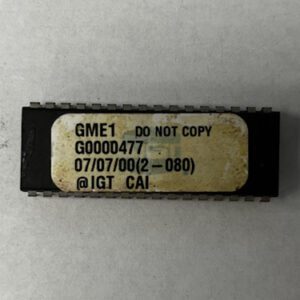 GME1 DO NOT COPY
G0000477
07/07/00(2-080)
@IGT CAI